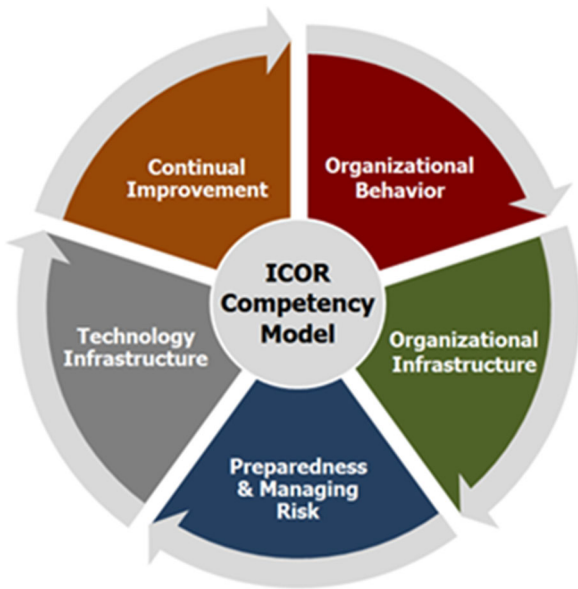 Continual
Improvement
Organizational
Behavior
ICOR
Competency
Model
Technology
Infrastructure
Organizational
Infrastructure
Preparedness
& Managing
Risk